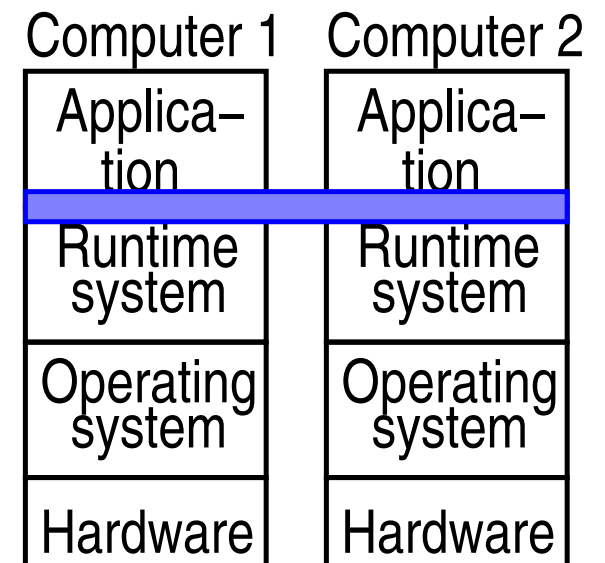 Computer 1 Computer 2
Applica–
tion
Runtime
system
Operating
system
Hardware
Applica–
tion
Runtime
system
Operating
system
Hardware